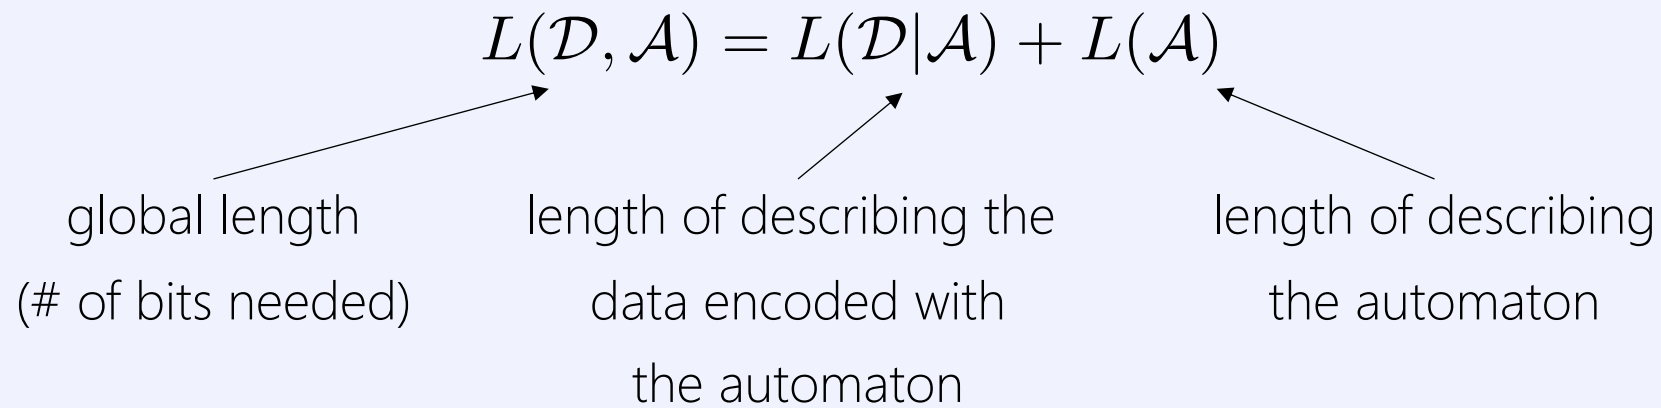 L(𝒟, 𝒜) = L(𝒟|𝒜) + L(𝒜)
global length
(# of bits needed)
length of describing the
data encoded with
the automaton
length of describing
the automaton